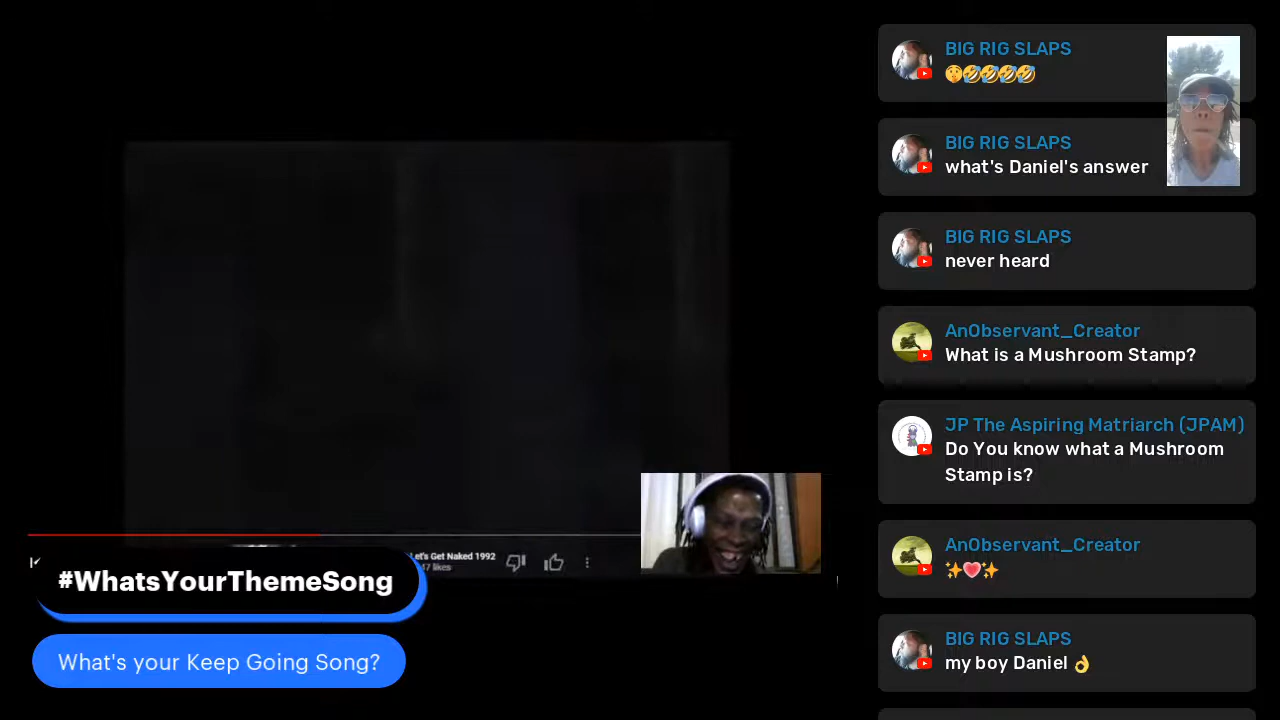 Let's Get Naked 1992
47 likes
#WhatsYourThemeSong
What's your Keep Going Song?
BIG RIG SLAPS
🤫🤣🤣🤣🤣
BIG RIG SLAPS
what's Daniel's answer
BIG RIG SLAPS
never heard
AnObservant_Creator
What is a Mushroom Stamp?
JP The Aspiring Matriarch (JPAM)
Do You know what a Mushroom
Stamp is?
AnObservant_Creator
✨💗✨
BIG RIG SLAPS
my boy Daniel 👌